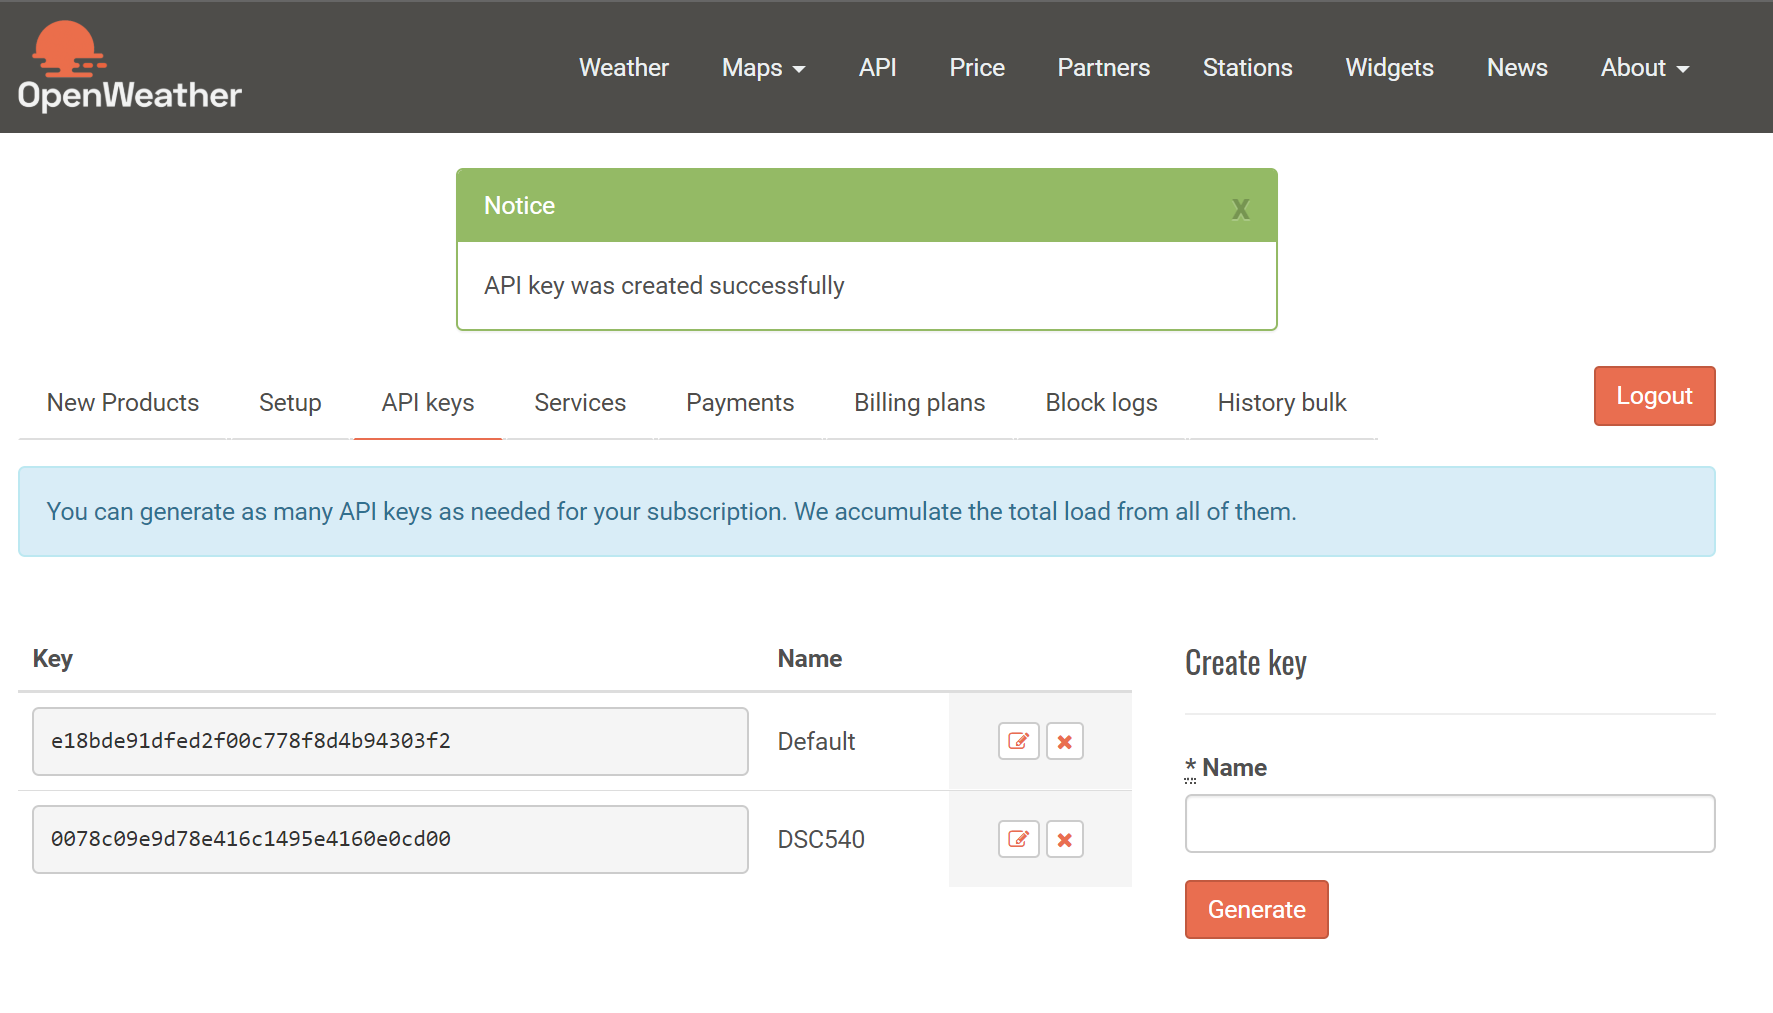 OpenWeather
Weather Maps API Price Partners Stations Widgets News About
Notice x
API key was created successfully
New Products Setup API keys Services Payments Billing plans Block logs History bulk Logout
You can generate as many API keys as needed for your subscription. We accumulate the total load from all of them.
Key Name
e18bde91dfed2f00c778f8d4b94303f2 Default
0078c09e9d78e416c1495e4160e0cd00 DSC540
Create key
* Name
Generate